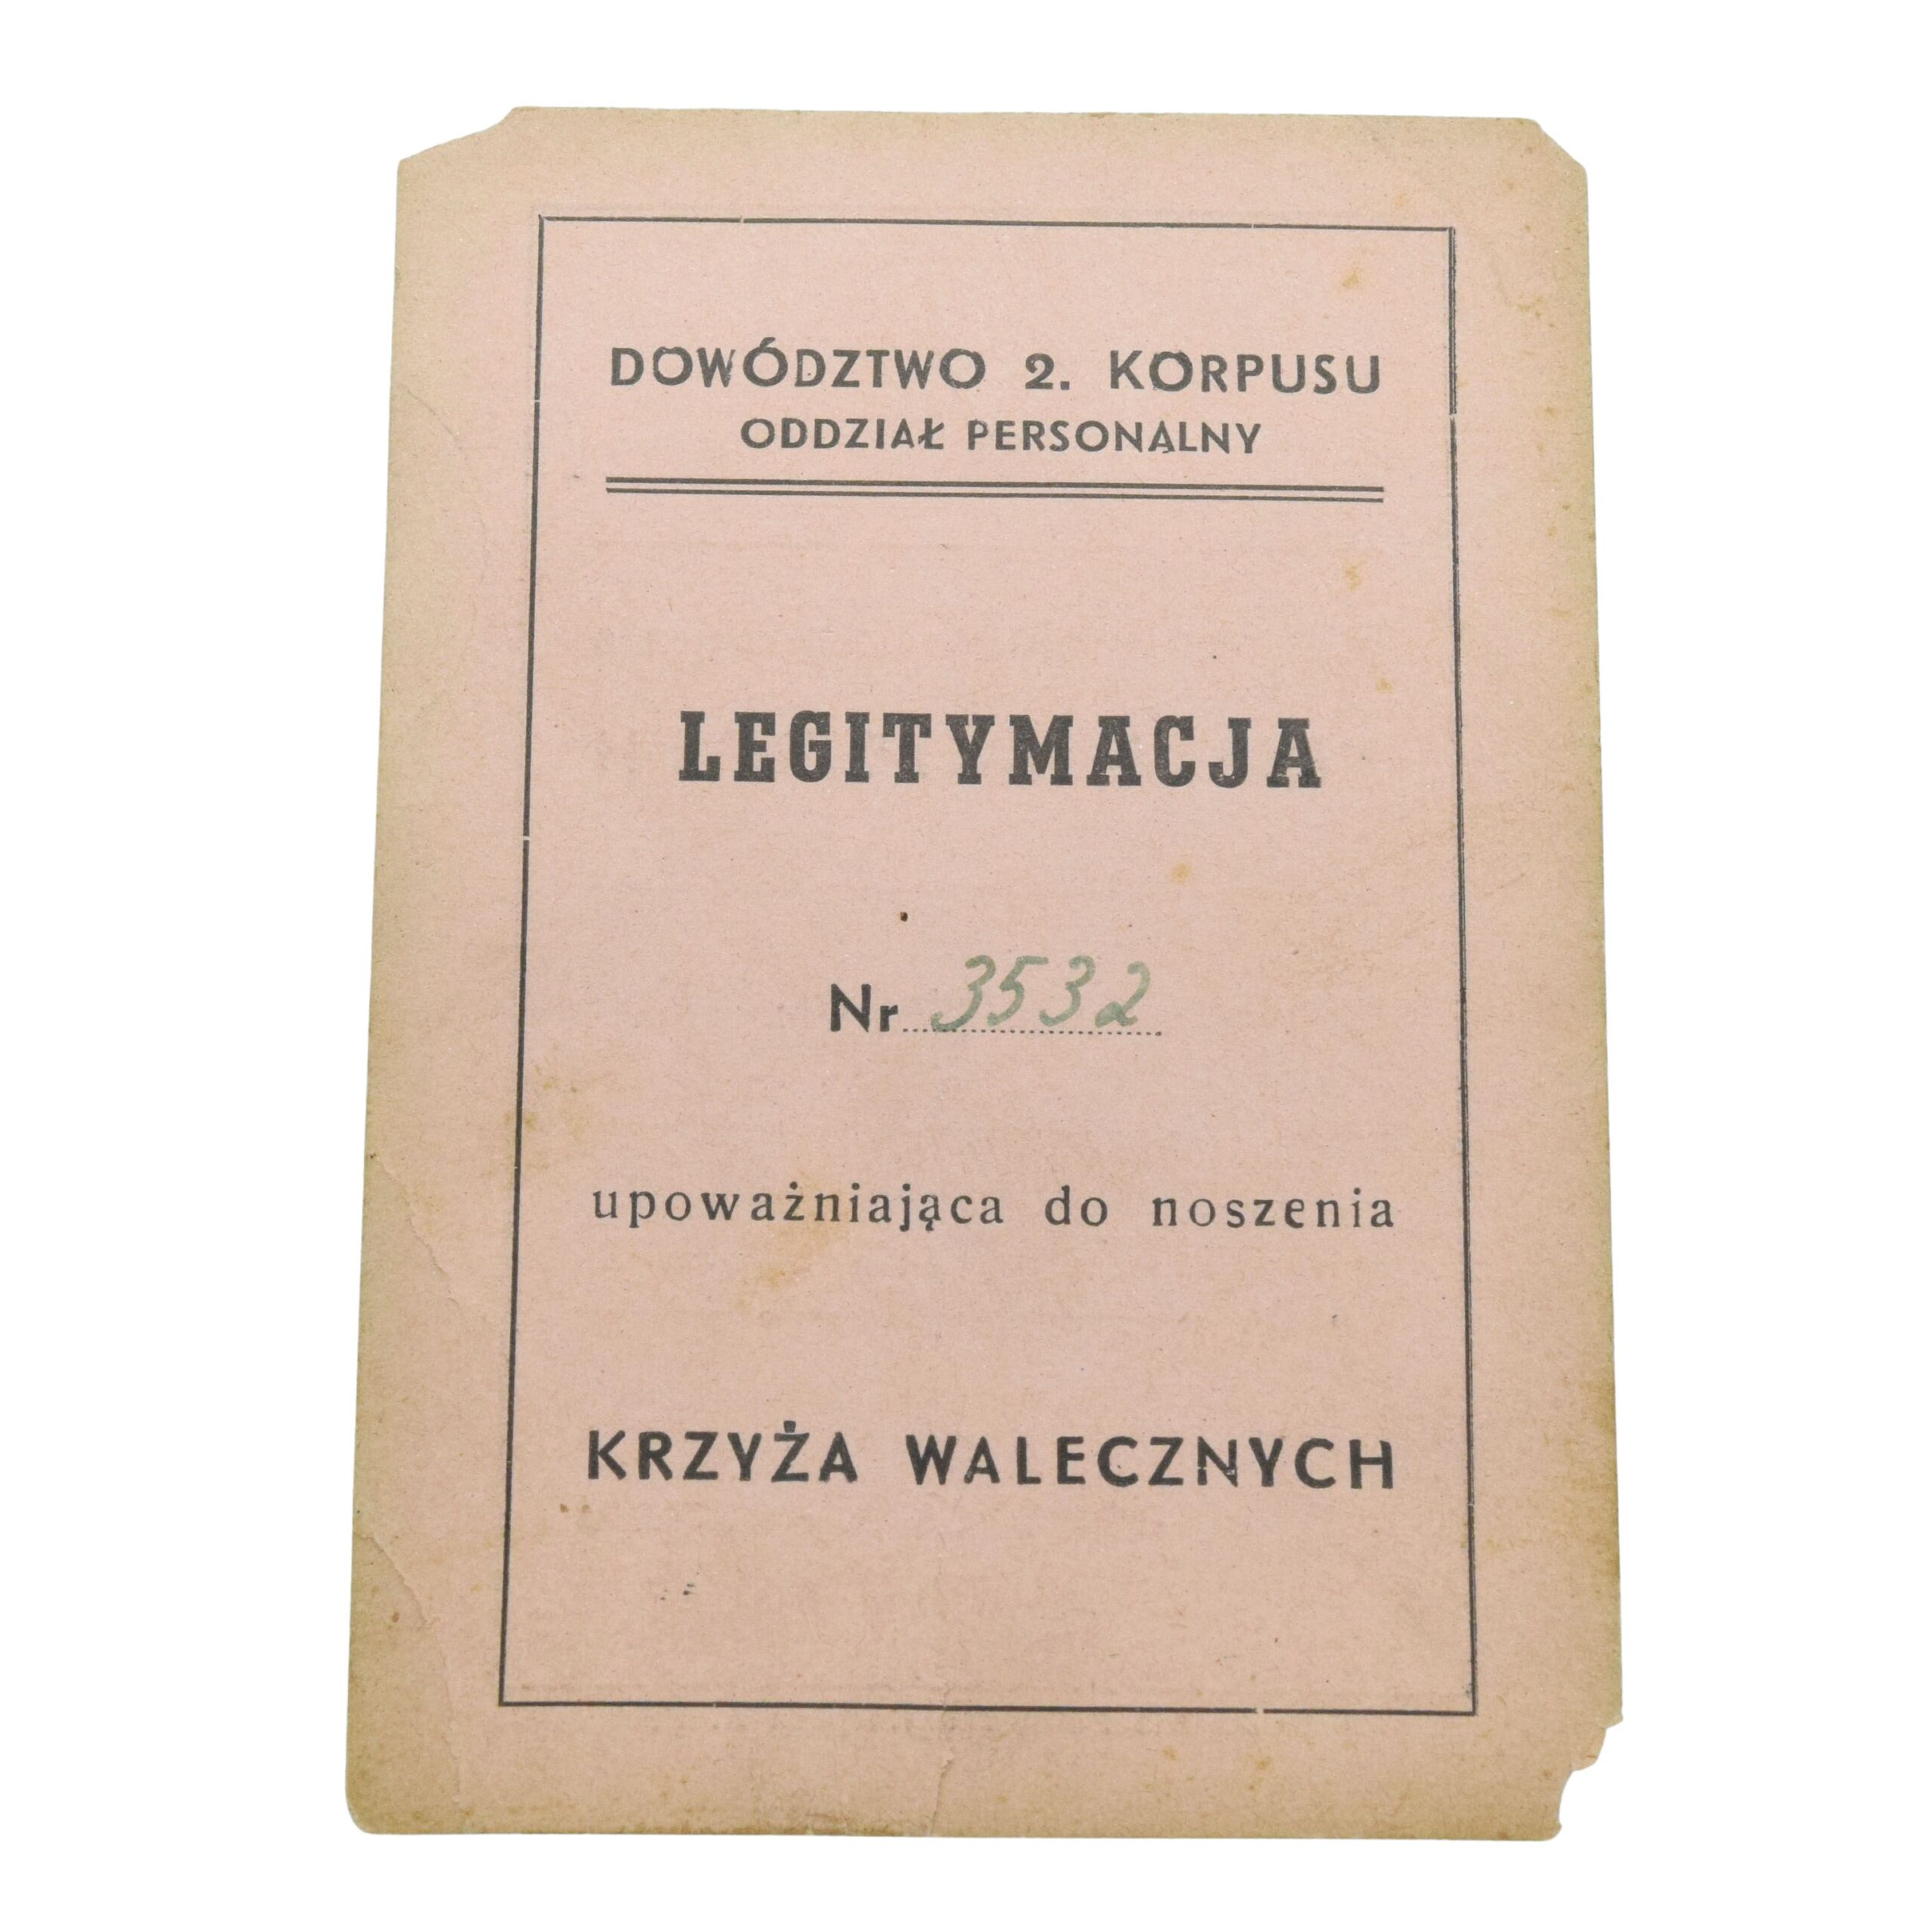 DOWÓDZTWO 2. KORPUSU
ODDZIAŁ PERSONALNY
LEGITYMACJA
Nr 3532
upoważniająca do noszenia
KRZYŻA WALECZNYCH